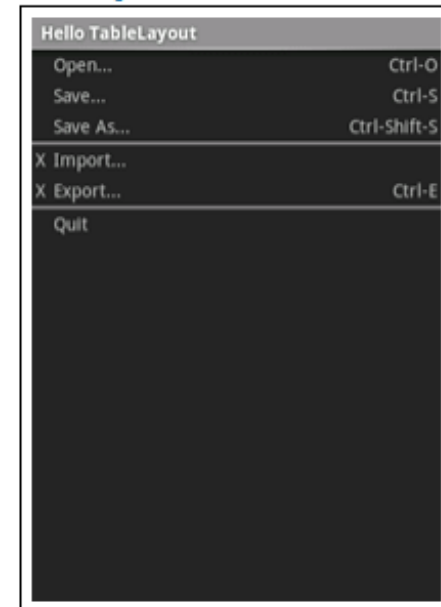 Hello TableLayout
Open... Ctrl-O
Save... Ctrl-S
Save As... Ctrl-Shift-S
X Import...
X Export... Ctrl-E
Quit